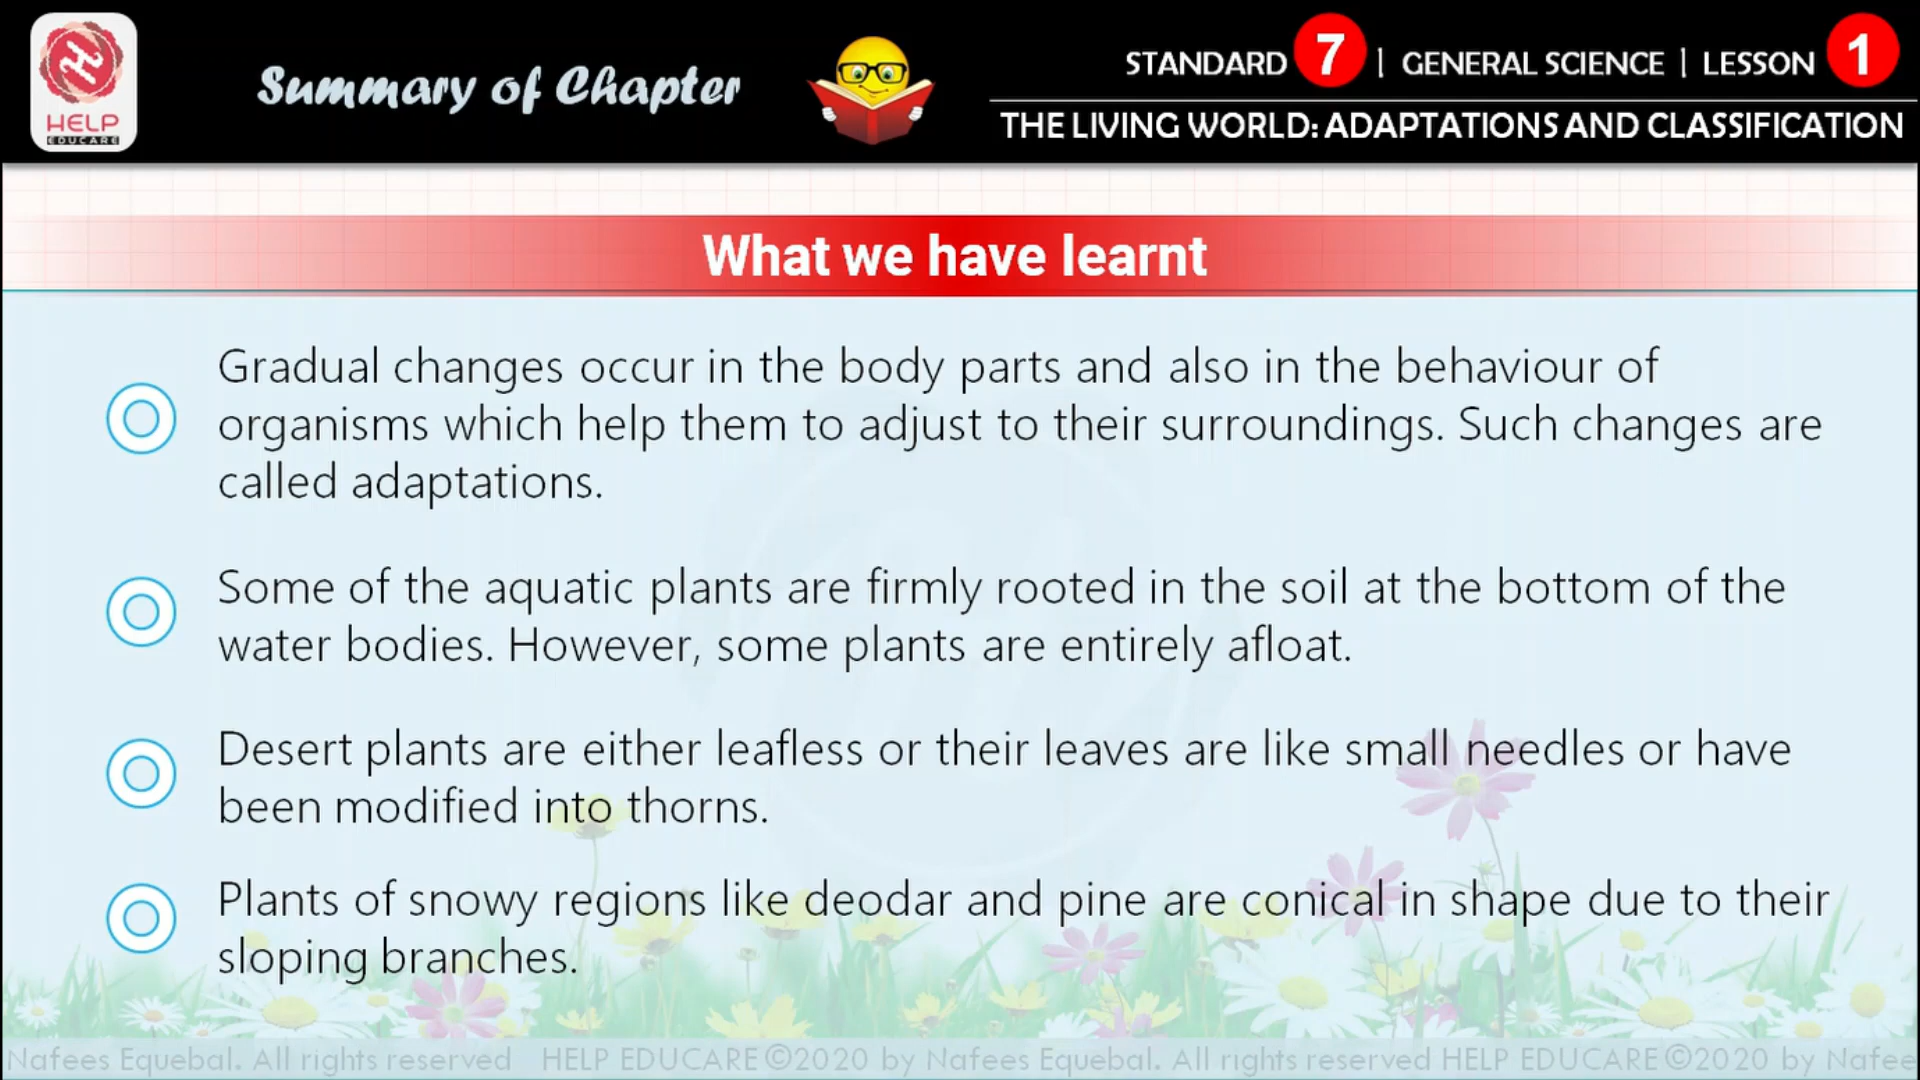 HELP
EDUCARE
Summary of Chapter
STANDARD 7 | GENERAL SCIENCE | LESSON 1
THE LIVING WORLD: ADAPTATIONS AND CLASSIFICATION
What we have learnt
Gradual changes occur in the body parts and also in the behaviour of
organisms which help them to adjust to their surroundings. Such changes are
called adaptations.
Some of the aquatic plants are firmly rooted in the soil at the bottom of the
water bodies. However, some plants are entirely afloat.
Desert plants are either leafless or their leaves are like small needles or have
been modified into thorns.
Plants of snowy regions like deodar and pine are conical in shape due to their
sloping branches.
Nafees Equebal. All rights reserved HELP EDUCARE ©2020 by Nafees Equebal. All rights reserved HELP EDUCARE ©2020 by Nafee